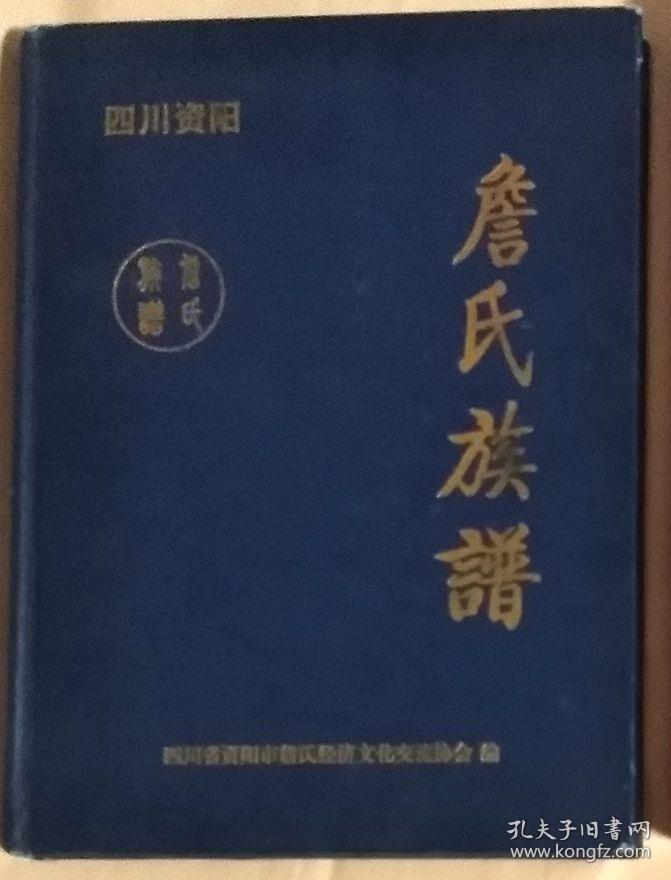 四川资阳
詹氏族譜
詹氏
族譜
四川省资阳市詹氏经济文化交流协会 编
孔夫子旧书网
www.kongfz.com